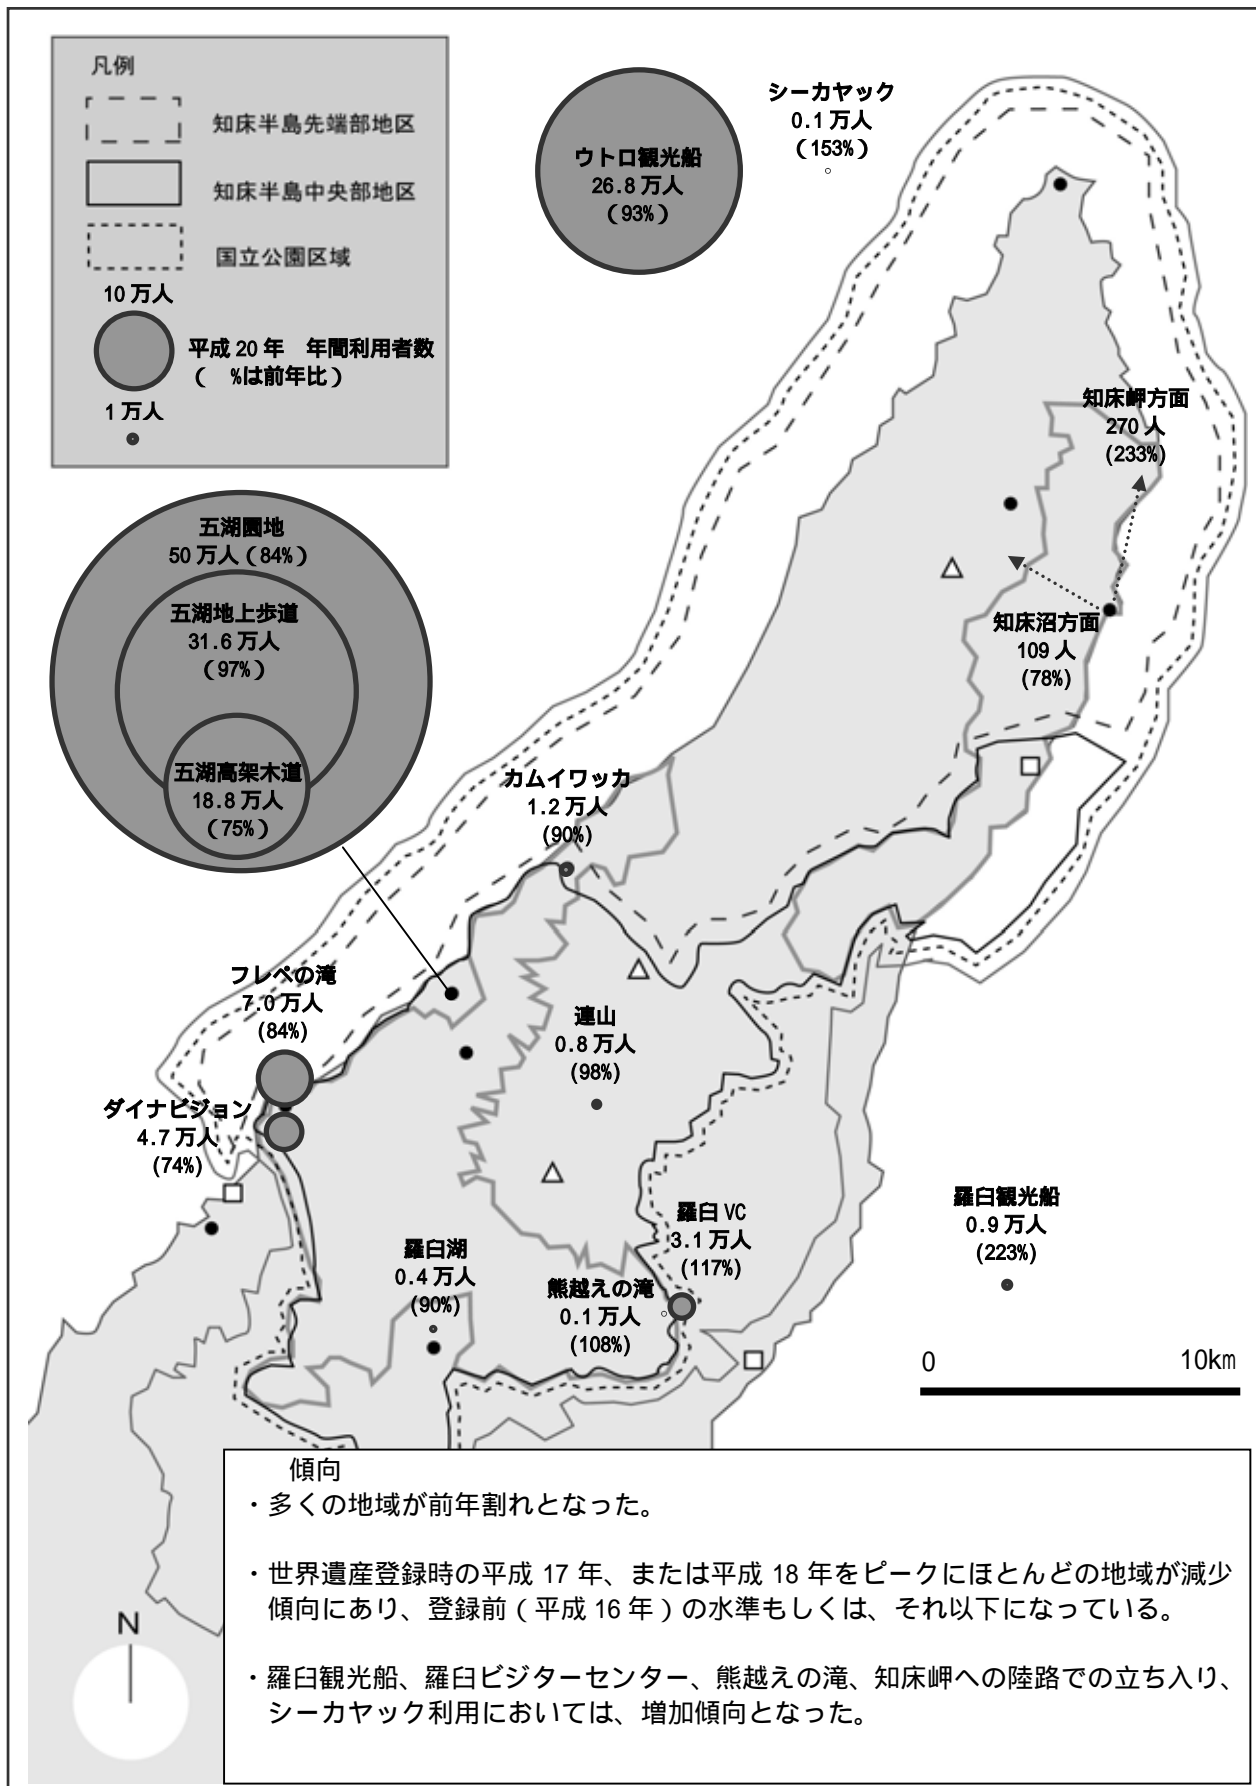 凡例
知床半島先端部地区
知床半島中央部地区
国立公園区域
10万人
平成20年　年間利用者数
（　%は前年比）
1万人
ウトロ観光船
26.8万人
（93%）
シーカヤック
0.1万人
（153%）
知床岬方面
270人
(233%)
知床沼方面
109人
(78%)
五湖園地
50万人（84%）
五湖地上歩道
31.6万人
（97%）
五湖高架木道
18.8万人
（75%）
カムイワッカ
1.2万人
(90%)
フレペの滝
7.0万人
(84%)
連山
0.8万人
(98%)
ダイナビジョン
4.7万人
(74%)
羅臼VC
3.1万人
(117%)
羅臼観光船
0.9万人
(223%)
羅臼湖
0.4万人
(90%)
熊越えの滝
0.1万人
(108%)
0
10km
N
傾向
・多くの地域が前年割れとなった。
・世界遺産登録時の平成17年、または平成18年をピークにほとんどの地域が減少
傾向にあり、登録前（平成16年）の水準もしくは、それ以下になっている。
・羅臼観光船、羅臼ビジターセンター、熊越えの滝、知床岬への陸路での立ち入り、
シーカヤック利用においては、増加傾向となった。